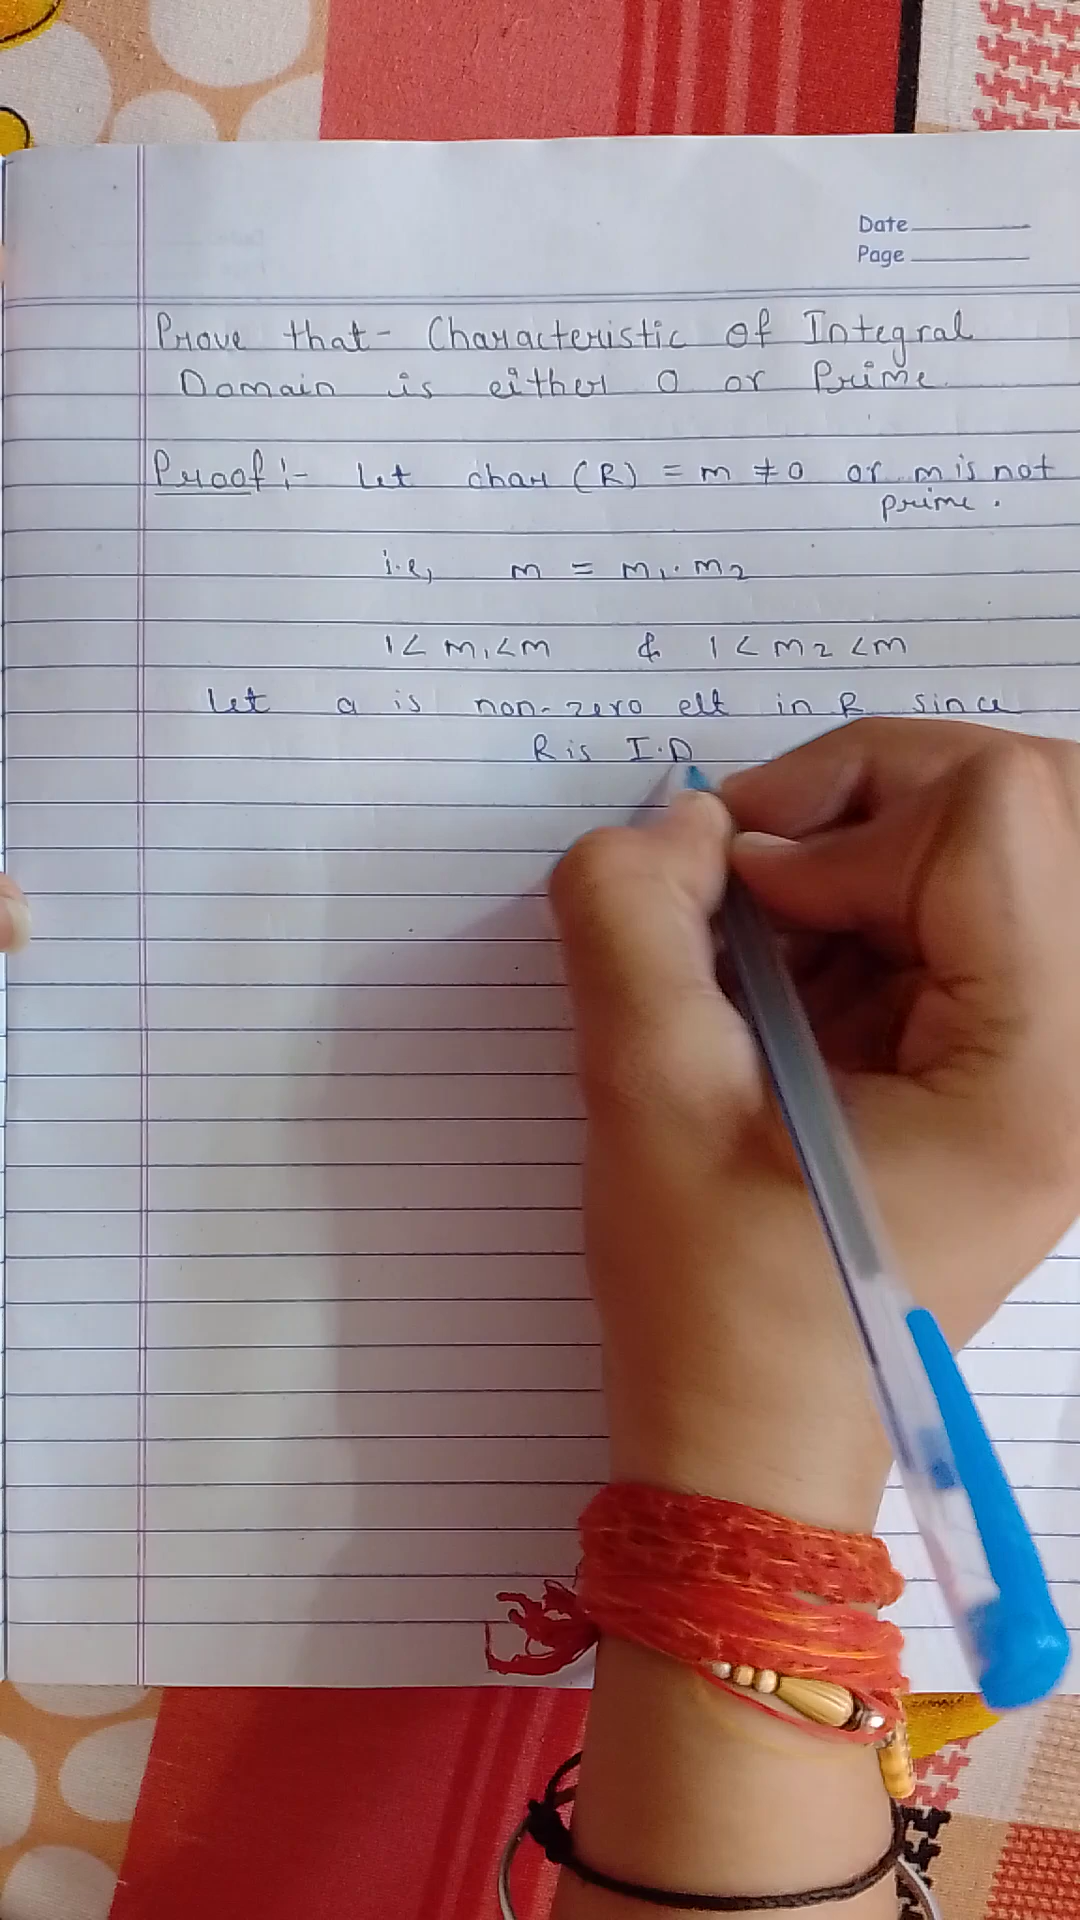 Date
Page
Prove that - Characteristic of Integral
Domain is either 0 or Prime.
Proof :- let char (R) = m ≠ 0 or m is not
prime.
i.e, m = m₁. m₂
1 < m₁ < m & 1 < m₂ < m
let a is non-zero elt in R since
R is I.D